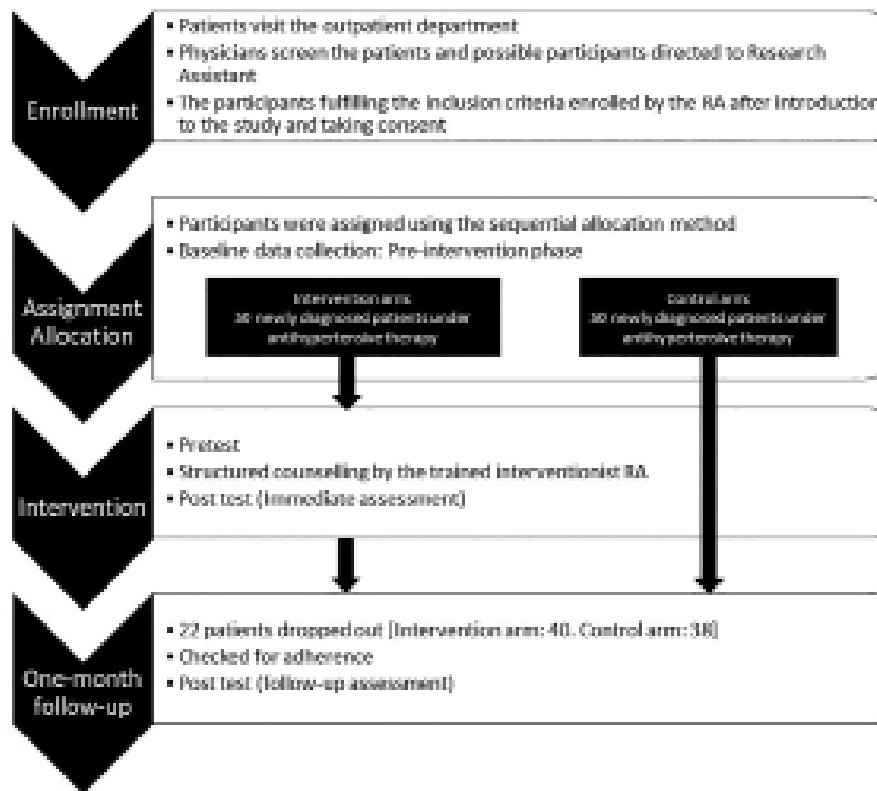 Enrollment
• Patients visit the outpatient department
• Physicians screen the patients and possible participants directed to Research
Assistant
• The participants fulfilling the inclusion criteria enrolled by the RA after introduction
to the study and taking consent
Assignment
Allocation
• Participants were assigned using the sequential allocation method
• Baseline data collection: Pre-intervention phase
Intervention arm:
50 newly diagnosed patients under
antihypertensive therapy
Control arm:
50 newly diagnosed patients under
antihypertensive therapy
Intervention
• Pretest
• Structured counselling by the trained interventionist RA
• Post test (Immediate assessment)
One-month
follow-up
• 22 patients dropped out [Intervention arm: 40. Control arm: 38]
• Checked for adherence
• Post test (follow-up assessment)